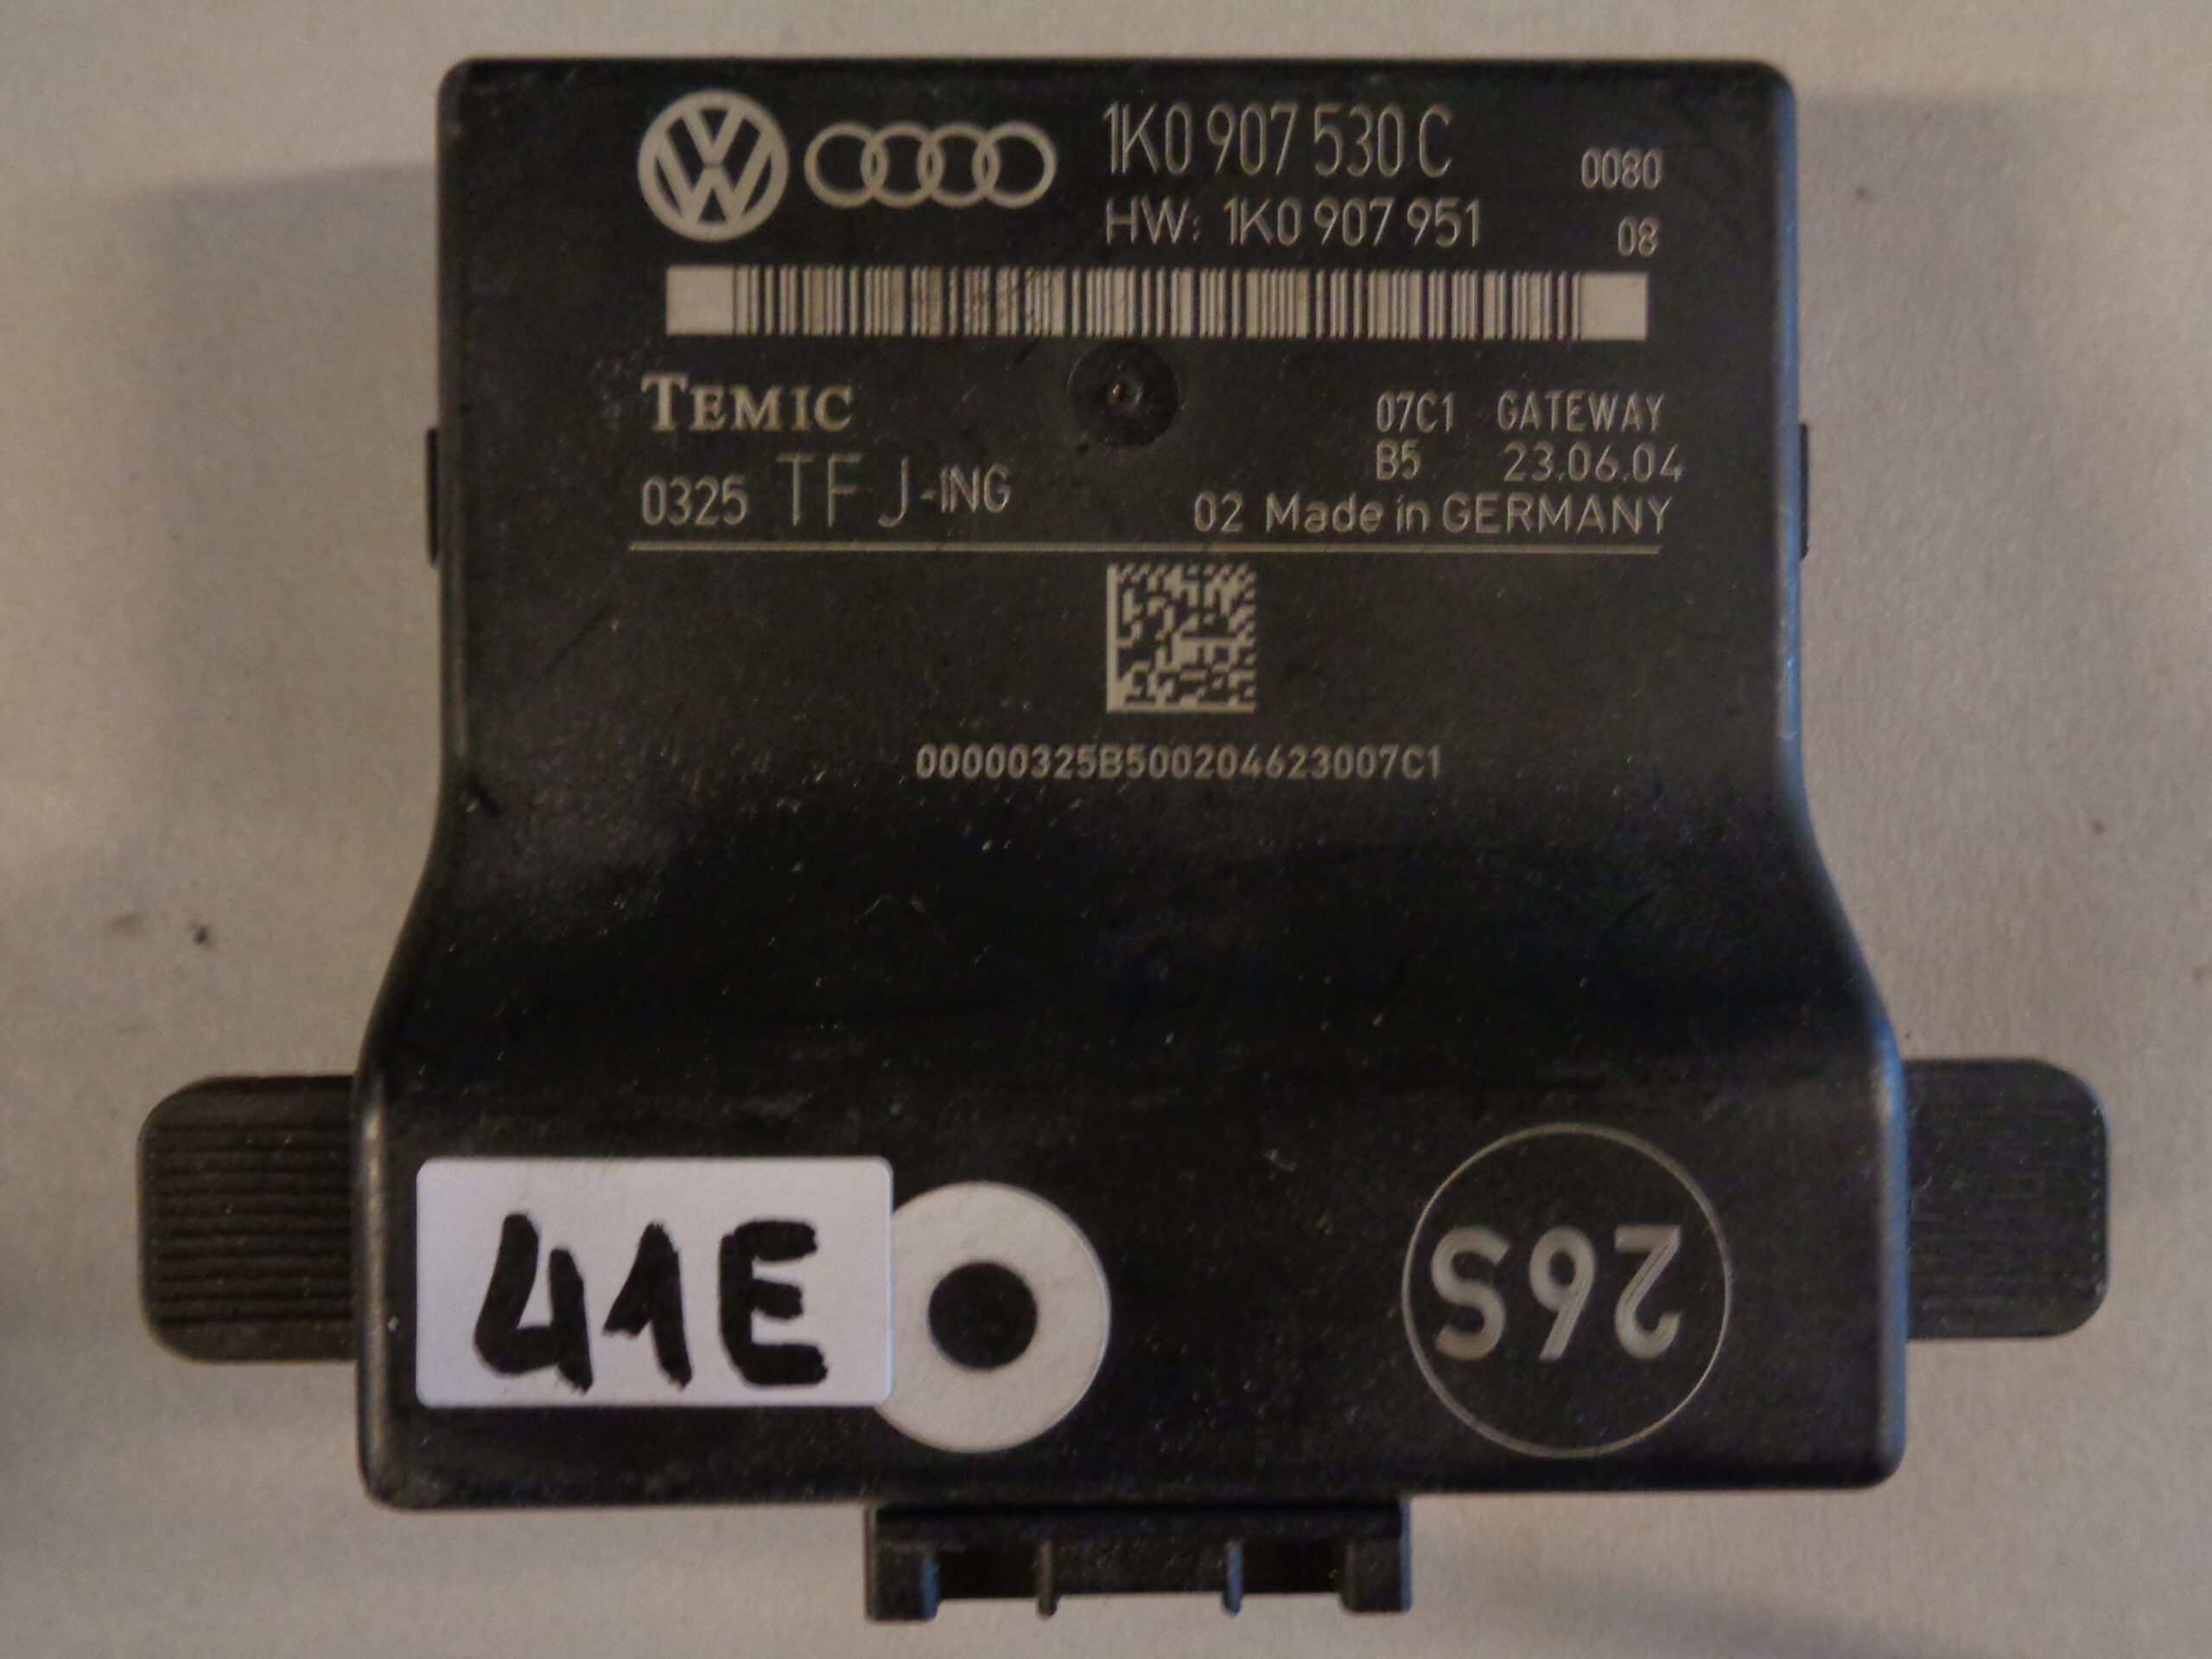 1K0 907 530 C 0080
HW: 1K0 907 951 08
TEMIC 07C1 GATEWAY
B5 23.06.04
0325 TFJ-ING 02 Made in GERMANY
00000325B500204623007C1
41E
26S